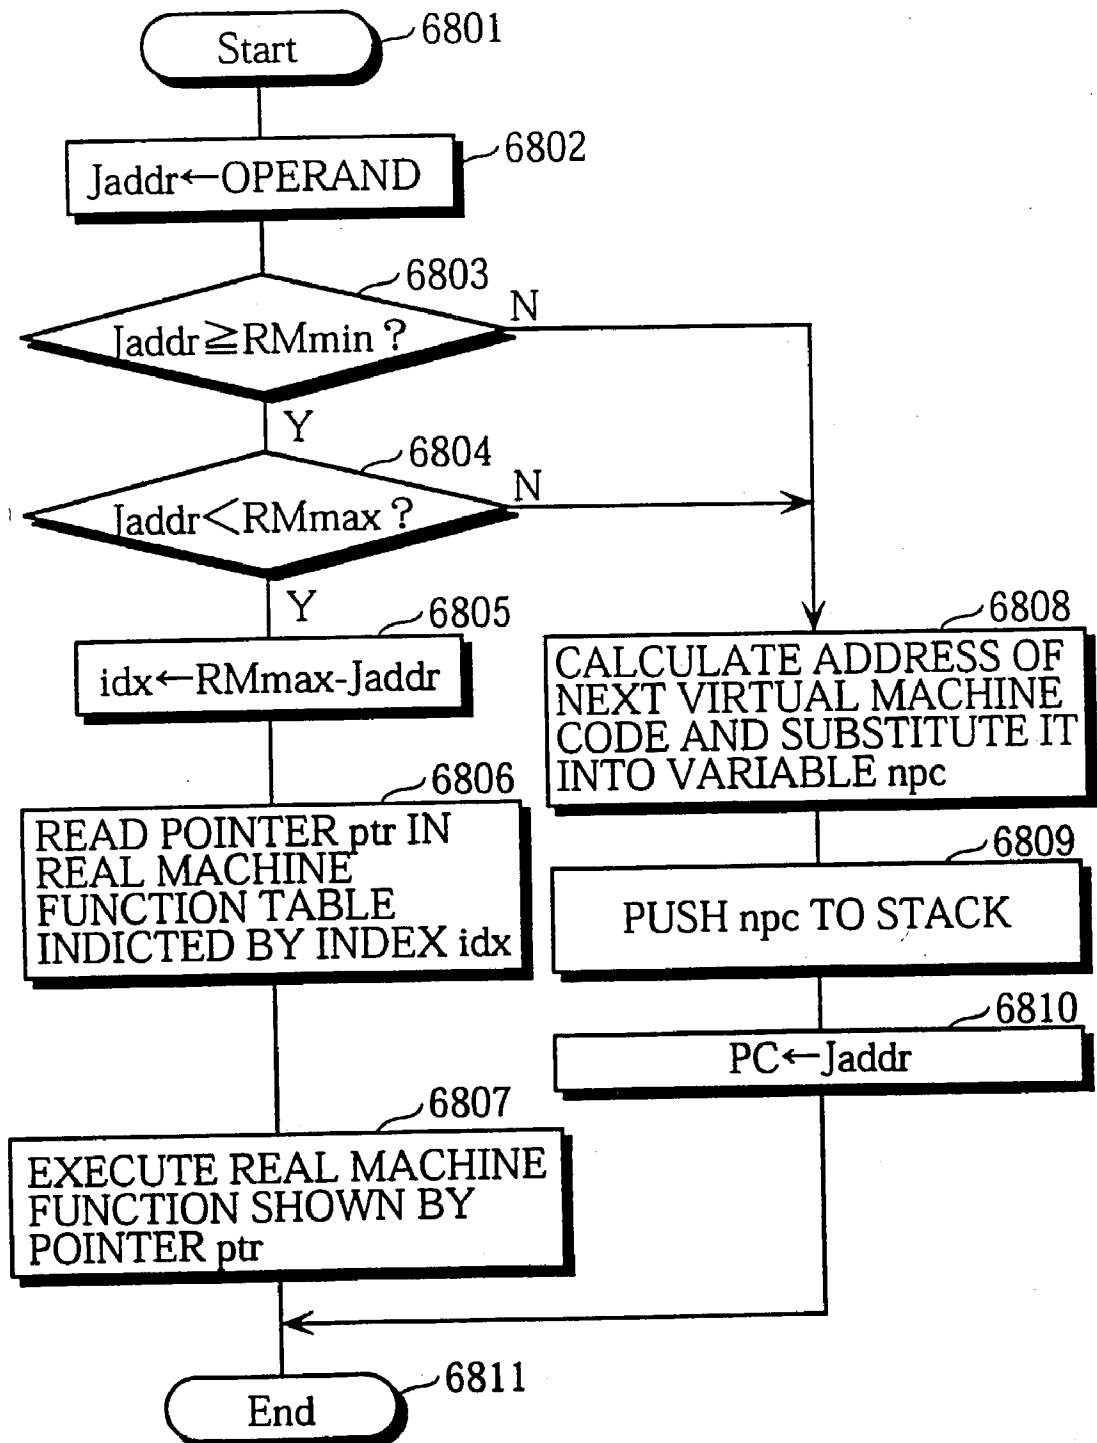 Start
6801
Jaddr←OPERAND
6802
Jaddr≧RMmin?
6803
N
Y
Jaddr<RMmax?
6804
N
Y
idx←RMmax-Jaddr
6805
READ POINTER ptr IN
REAL MACHINE
FUNCTION TABLE
INDICTED BY INDEX idx
6806
EXECUTE REAL MACHINE
FUNCTION SHOWN BY
POINTER ptr
6807
CALCULATE ADDRESS OF
NEXT VIRTUAL MACHINE
CODE AND SUBSTITUTE IT
INTO VARIABLE npc
6808
PUSH npc TO STACK
6809
PC←Jaddr
6810
End
6811